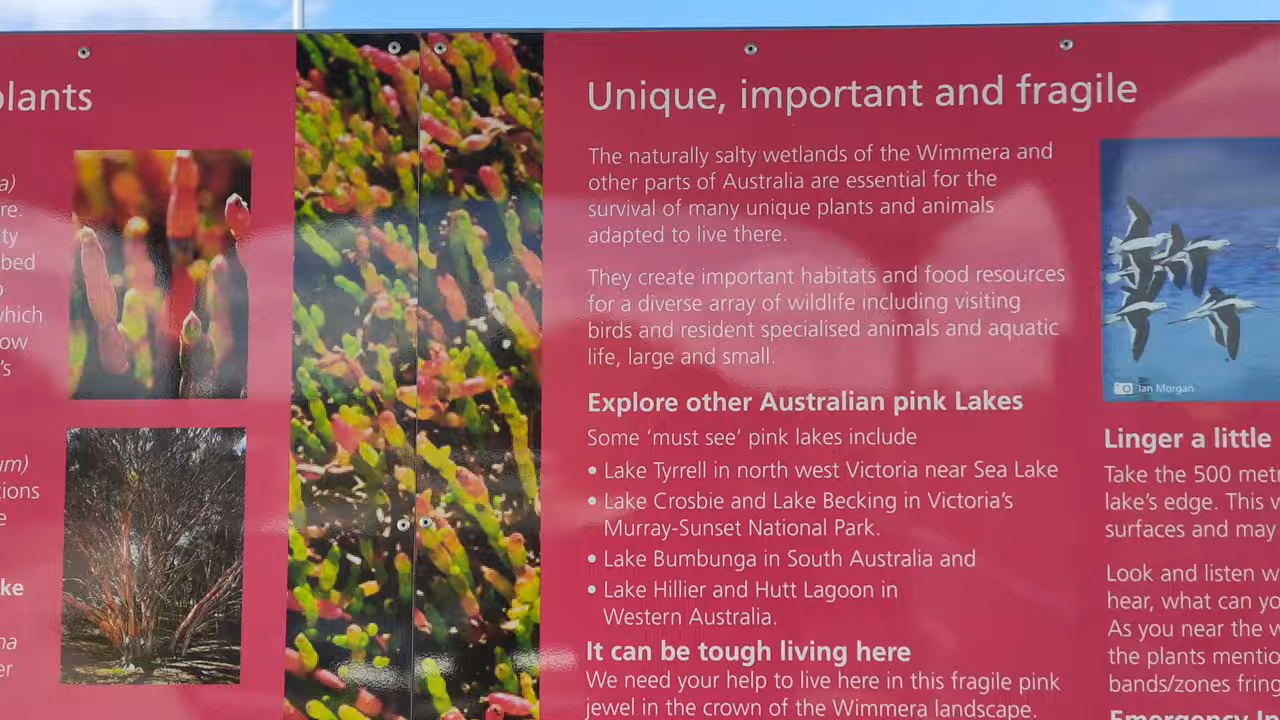 plants
a)
re.
ty
bed
which
ow
's
um)
tions
e
ke
na
er
Unique, important and fragile
The naturally salty wetlands of the Wimmera and
other parts of Australia are essential for the
survival of many unique plants and animals
adapted to live there.
They create important habitats and food resources
for a diverse array of wildlife including visiting
birds and resident specialised animals and aquatic
life, large and small.
Explore other Australian pink Lakes
Some ‘must see’ pink lakes include
• Lake Tyrrell in north west Victoria near Sea Lake
• Lake Crosbie and Lake Becking in Victoria’s
Murray-Sunset National Park.
• Lake Bumbunga in South Australia and
• Lake Hillier and Hutt Lagoon in
Western Australia.
It can be tough living here
We need your help to live here in this fragile pink
jewel in the crown of the Wimmera landscape.
Ian Morgan
Linger a little
Take the 500 met
lake’s edge. This
surfaces and may
Look and listen
hear, what can yo
As you near the
the plants mentio
bands/zones fring
Emergency